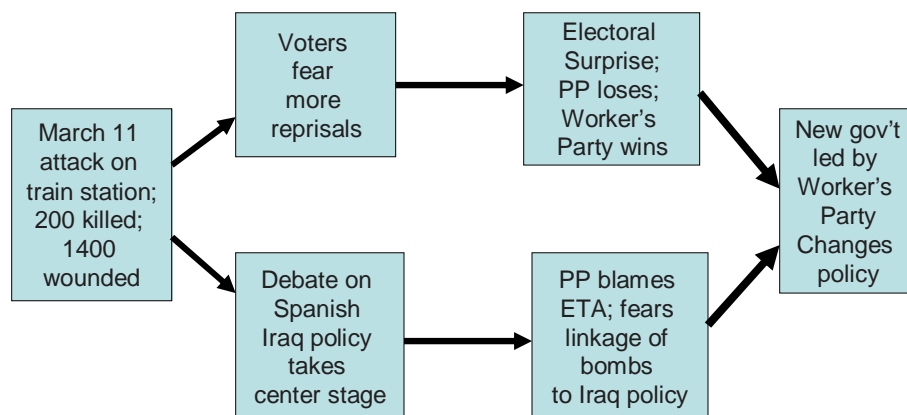 March 11
attack on
train station;
200 killed;
1400
wounded
Voters
fear
more
reprisals
Electoral
Surprise;
PP loses;
Worker's
Party wins
Debate on
Spanish
Iraq policy
takes
center stage
PP blames
ETA; fears
linkage of
bombs
to Iraq policy
New gov't
led by
Worker's
Party
Changes
policy